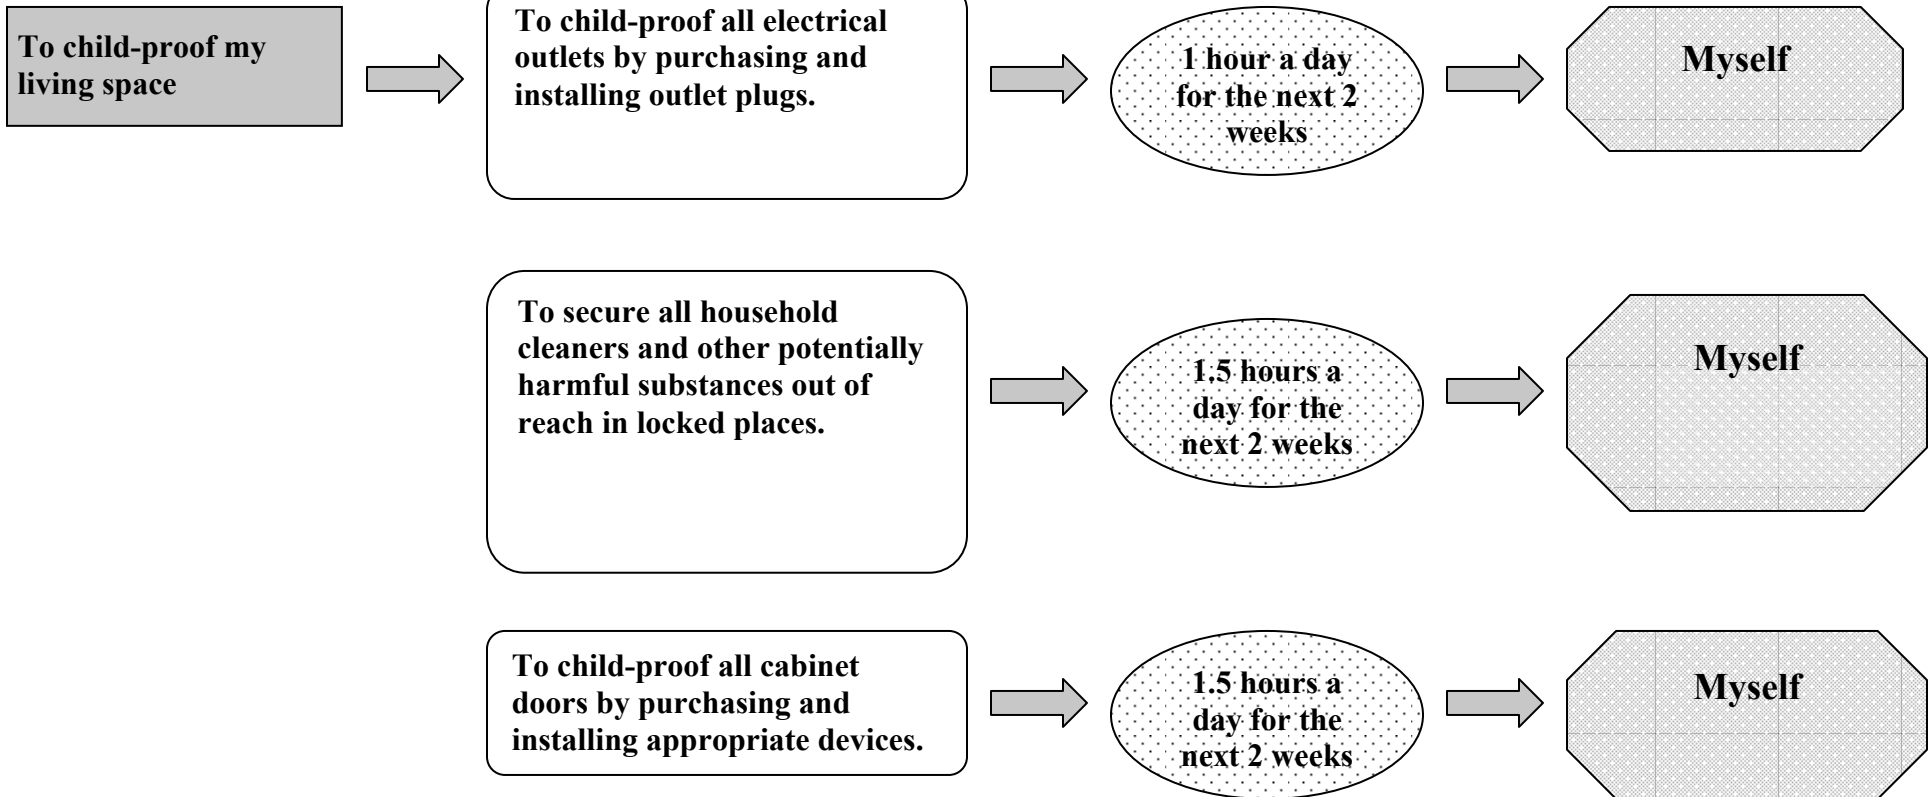 To child-proof my
living space
To child-proof all electrical
outlets by purchasing and
installing outlet plugs.
1 hour a day
for the next 2
weeks
Myself
To secure all household
cleaners and other potentially
harmful substances out of
reach in locked places.
1.5 hours a
day for the
next 2 weeks
Myself
To child-proof all cabinet
doors by purchasing and
installing appropriate devices.
1.5 hours a
day for the
next 2 weeks
Myself